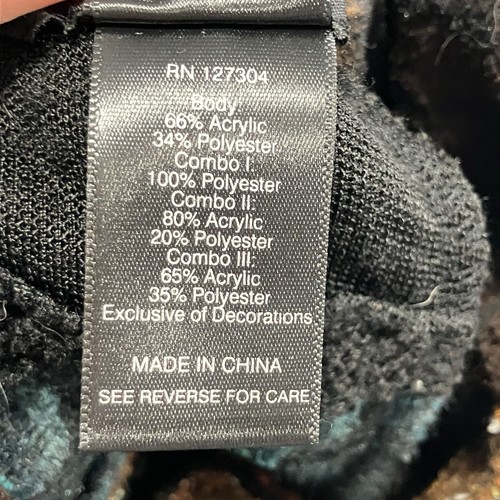 RN 127304
Body:
66% Acrylic
34% Polyester
Combo I:
100% Polyester
Combo II:
80% Acrylic
20% Polyester
Combo III:
65% Acrylic
35% Polyester
Exclusive of Decorations
MADE IN CHINA
SEE REVERSE FOR CARE